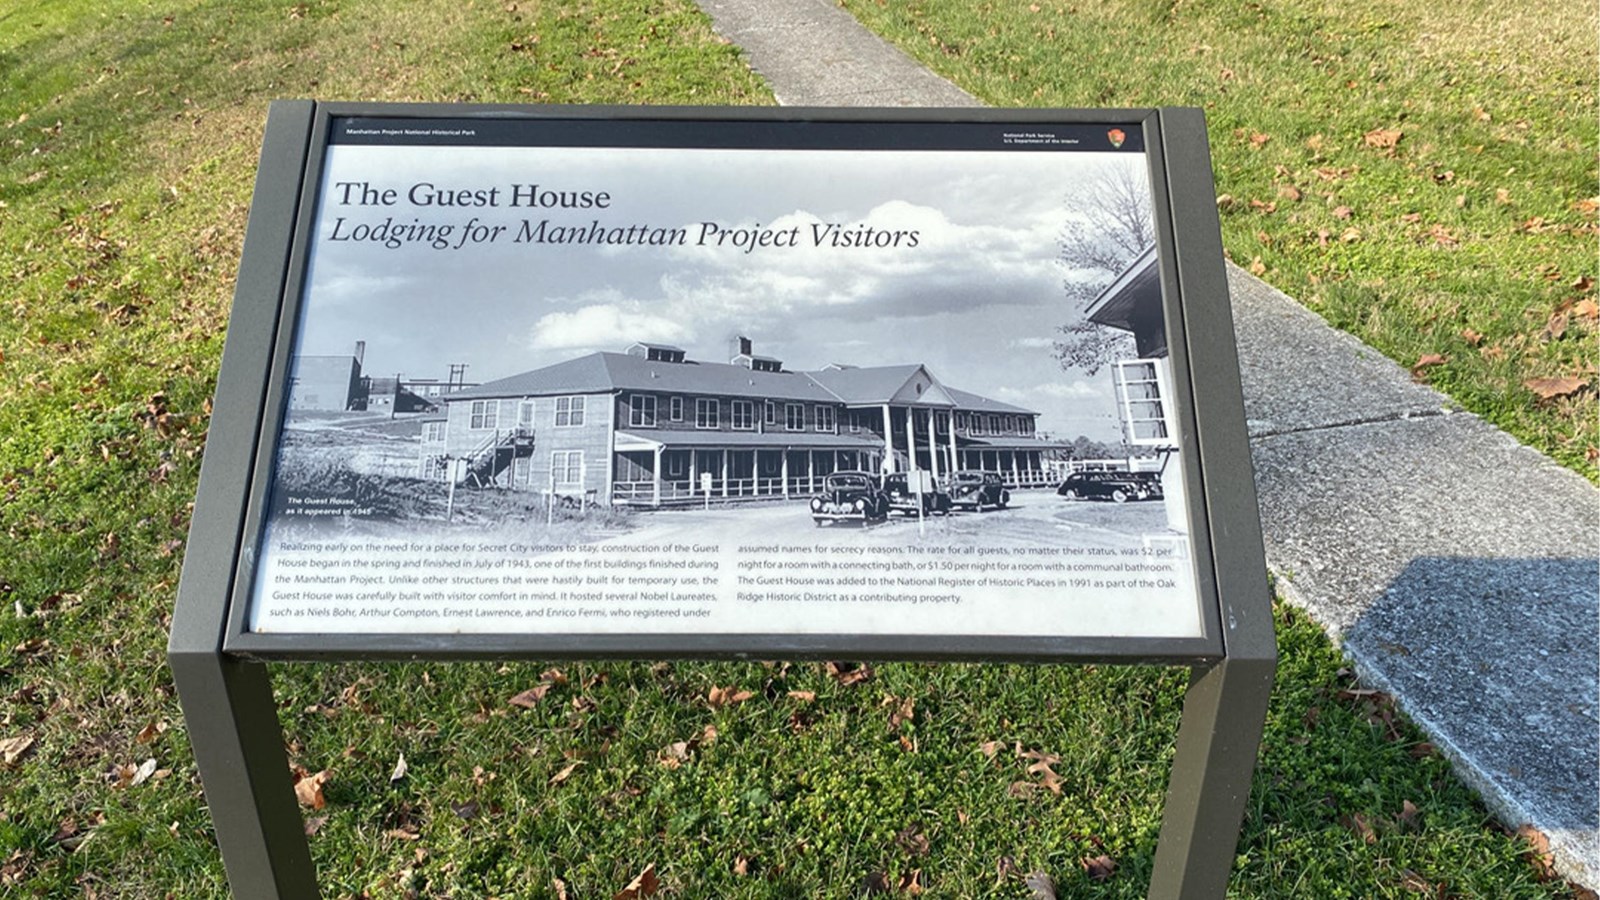 Manhattan Project National Historical Park
National Park Service
U.S. Department of the Interior
The Guest House
Lodging for Manhattan Project Visitors
The Guest House,
as it appeared in 1945
Realizing early on the need for a place for Secret City visitors to stay, construction of the Guest
House began in the spring and finished in July of 1943, one of the first buildings finished during
the Manhattan Project. Unlike other structures that were hastily built for temporary use, the
Guest House was carefully built with visitor comfort in mind. It hosted several Nobel Laureates,
such as Niels Bohr, Arthur Compton, Ernest Lawrence, and Enrico Fermi, who registered under
assumed names for secrecy reasons. The rate for all guests, no matter their status, was $2 per
night for a room with a connecting bath, or $1.50 per night for a room with a communal bathroom.
The Guest House was added to the National Register of Historic Places in 1991 as part of the Oak
Ridge Historic District as a contributing property.